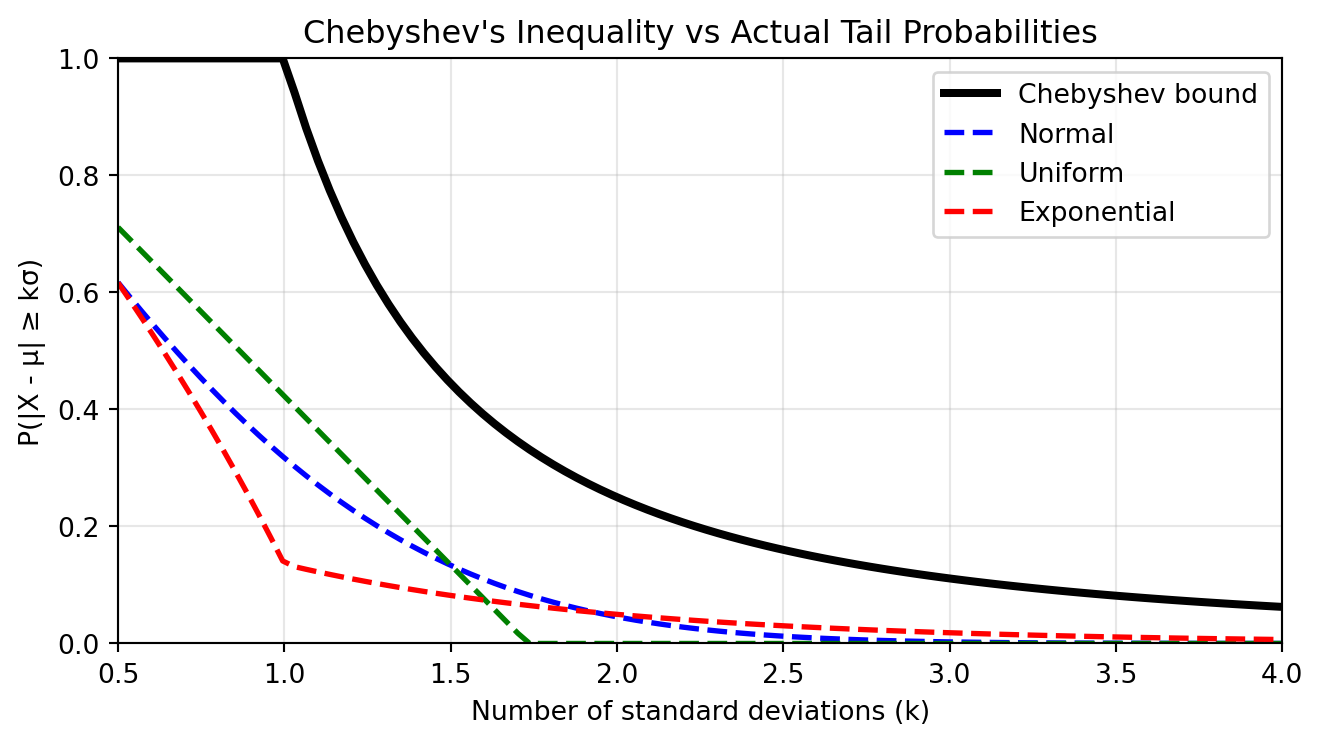 Chebyshev's Inequality vs Actual Tail Probabilities
P(|X - μ| ≥ kσ)
1.0
0.8
0.6
0.4
0.2
0.0
Chebyshev bound
Normal
Uniform
Exponential
0.5 1.0 1.5 2.0 2.5 3.0 3.5 4.0
Number of standard deviations (k)